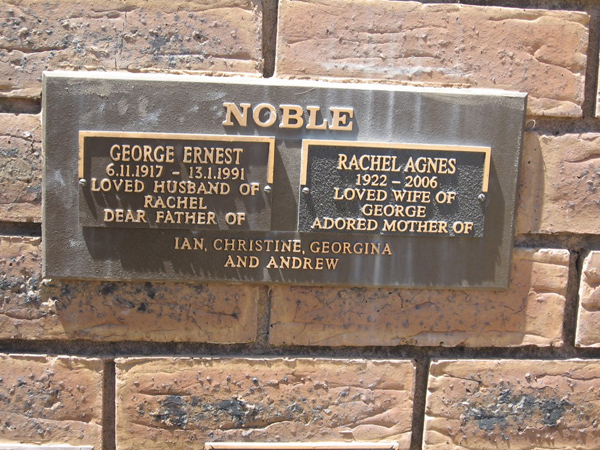 NOBLE
GEORGE ERNEST
6.11.1917 - 13.1.1991
LOVED HUSBAND OF
RACHEL
DEAR FATHER OF
RACHEL AGNES
1922 - 2006
LOVED WIFE OF
GEORGE
ADORED MOTHER OF
IAN, CHRISTINE, GEORGINA
AND ANDREW